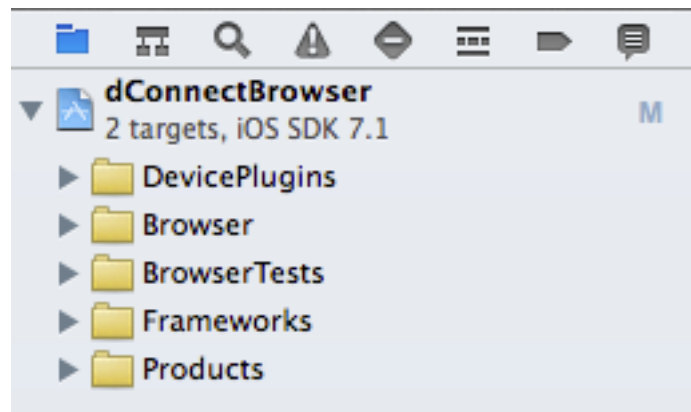 dConnectBrowser
2 targets, iOS SDK 7.1
M
DevicePlugins
Browser
BrowserTests
Frameworks
Products